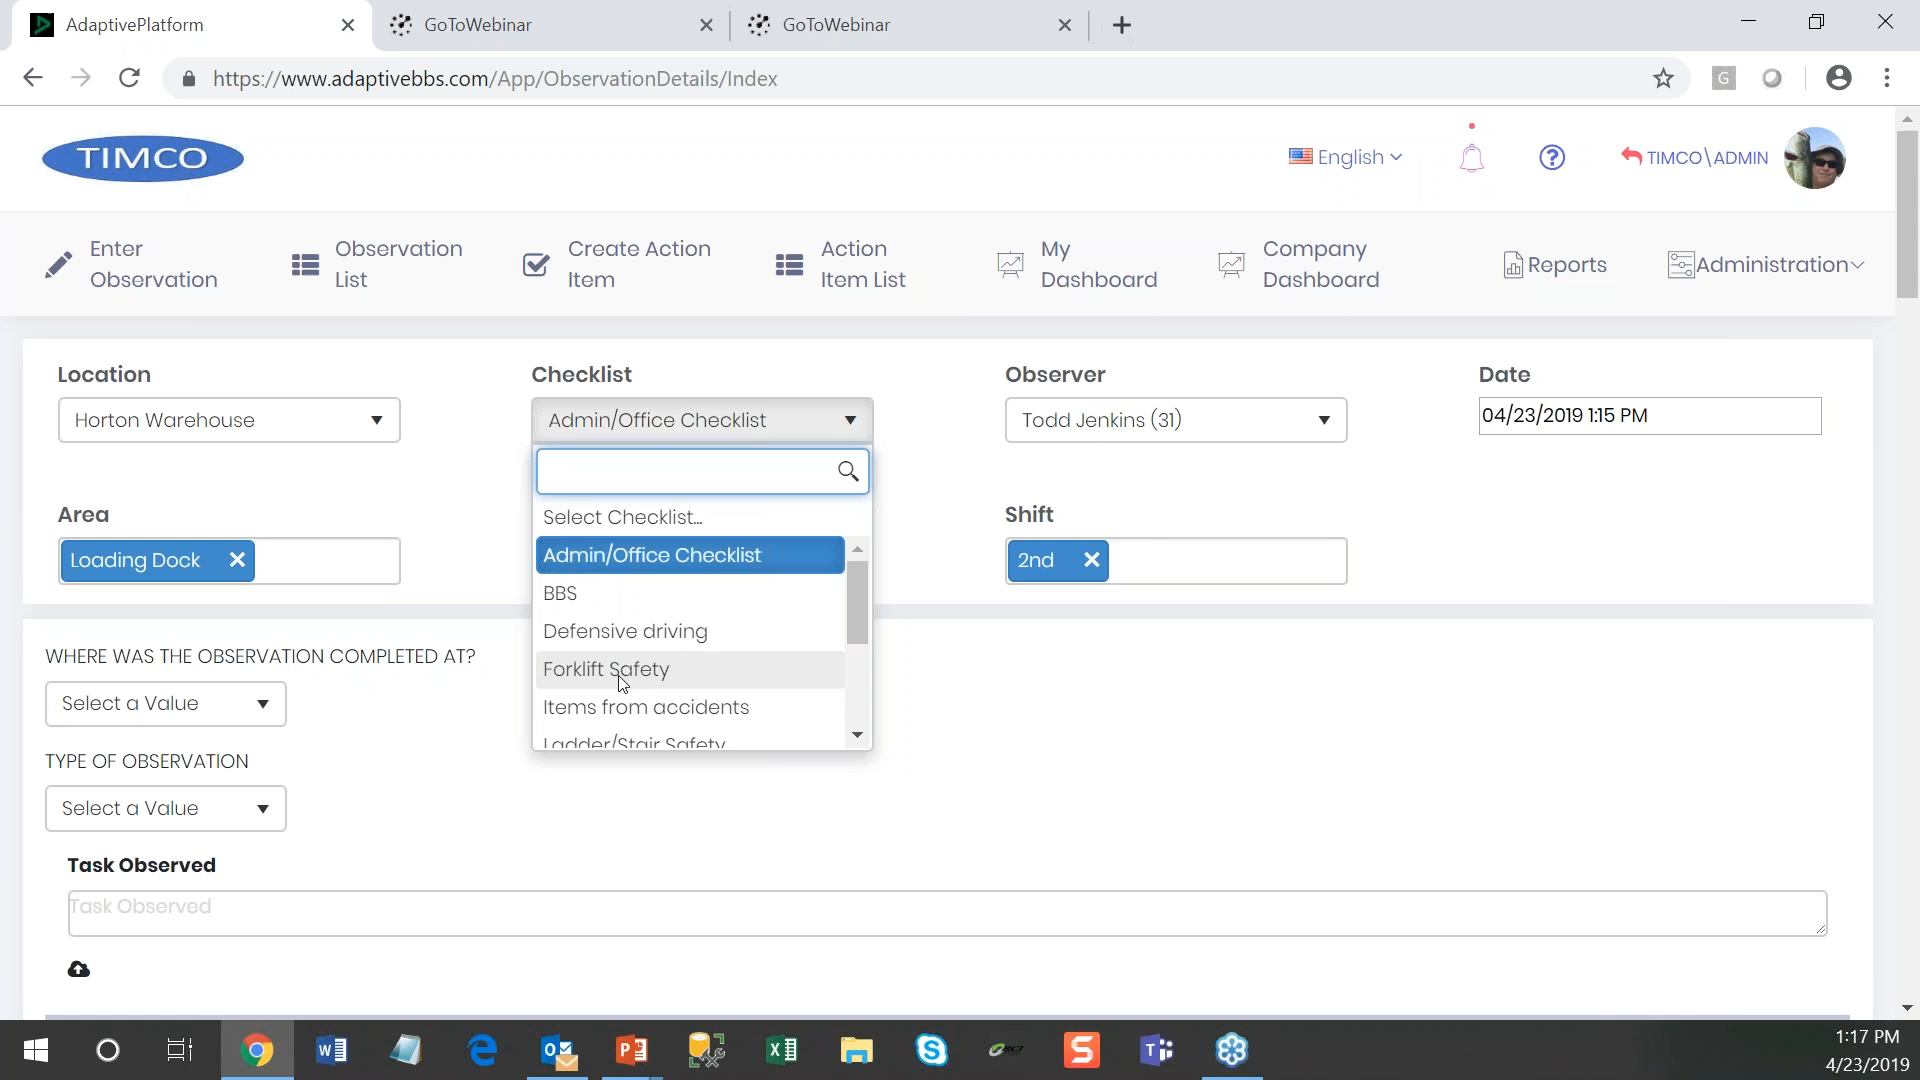 AdaptivePlatform
GoToWebinar
GoToWebinar
https://www.adaptivebbs.com/App/ObservationDetails/Index
G
TIMCO
English
TIMCO\ADMIN
Enter
Observation
Observation
List
Create Action
Item
Action
Item List
My
Dashboard
Company
Dashboard
Reports
Administration
Location
Checklist
Observer
Date
Horton Warehouse
Admin/Office Checklist
Todd Jenkins (31)
04/23/2019 1:15 PM
Select Checklist...
Admin/Office Checklist
BBS
Defensive driving
Forklift Safety
Items from accidents
Ladder/Stair Safety
Area
Shift
Loading Dock
2nd
WHERE WAS THE OBSERVATION COMPLETED AT?
Select a Value
TYPE OF OBSERVATION
Select a Value
Task Observed
Task Observed
1:17 PM
4/23/2019